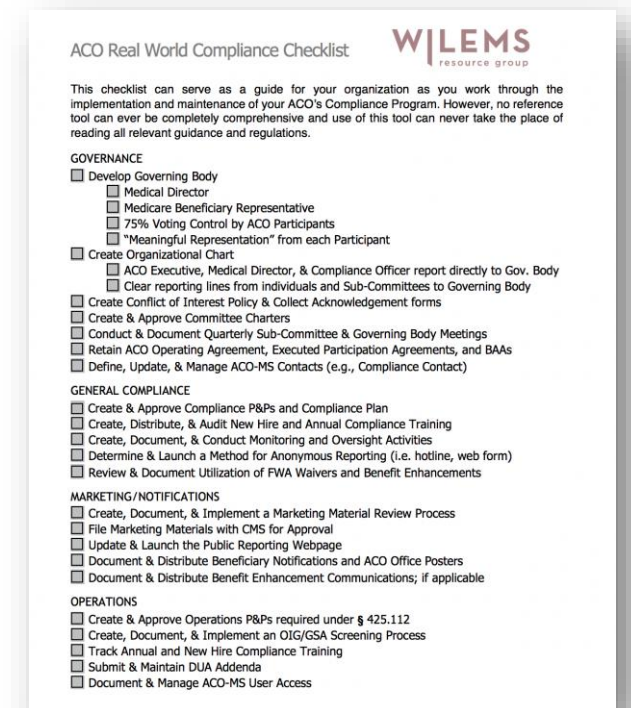 ACO Real World Compliance Checklist
WILEMS
resource group
This checklist can serve as a guide for your organization as you work through the
implementation and maintenance of your ACO's Compliance Program. However, no reference
tool can ever be completely comprehensive and use of this tool can never take the place of
reading all relevant guidance and regulations.
GOVERNANCE
Develop Governing Body
Medical Director
Medicare Beneficiary Representative
75% Voting Control by ACO Participants
“Meaningful Representation” from each Participant
Create Organizational Chart
ACO Executive, Medical Director, & Compliance Officer report directly to Gov. Body
Clear reporting lines from individuals and Sub-Committees to Governing Body
Create Conflict of Interest Policy & Collect Acknowledgement forms
Create & Approve Committee Charters
Conduct & Document Quarterly Sub-Committee & Governing Body Meetings
Retain ACO Operating Agreement, Executed Participation Agreements, and BAAs
Define, Update, & Manage ACO-MS Contacts (e.g., Compliance Contact)
GENERAL COMPLIANCE
Create & Approve Compliance P&Ps and Compliance Plan
Create, Distribute, & Audit New Hire and Annual Compliance Training
Create, Document, & Conduct Monitoring and Oversight Activities
Determine & Launch a Method for Anonymous Reporting (i.e. hotline, web form)
Review & Document Utilization of FWA Waivers and Benefit Enhancements
MARKETING/NOTIFICATIONS
Create, Document, & Implement a Marketing Material Review Process
File Marketing Materials with CMS for Approval
Update & Launch the Public Reporting Webpage
Document & Distribute Beneficiary Notifications and ACO Office Posters
Document & Distribute Benefit Enhancement Communications; if applicable
OPERATIONS
Create & Approve Operations P&Ps required under § 425.112
Create, Document, & Implement an OIG/GSA Screening Process
Track Annual and New Hire Compliance Training
Submit & Maintain DUA Addenda
Document & Manage ACO-MS User Access